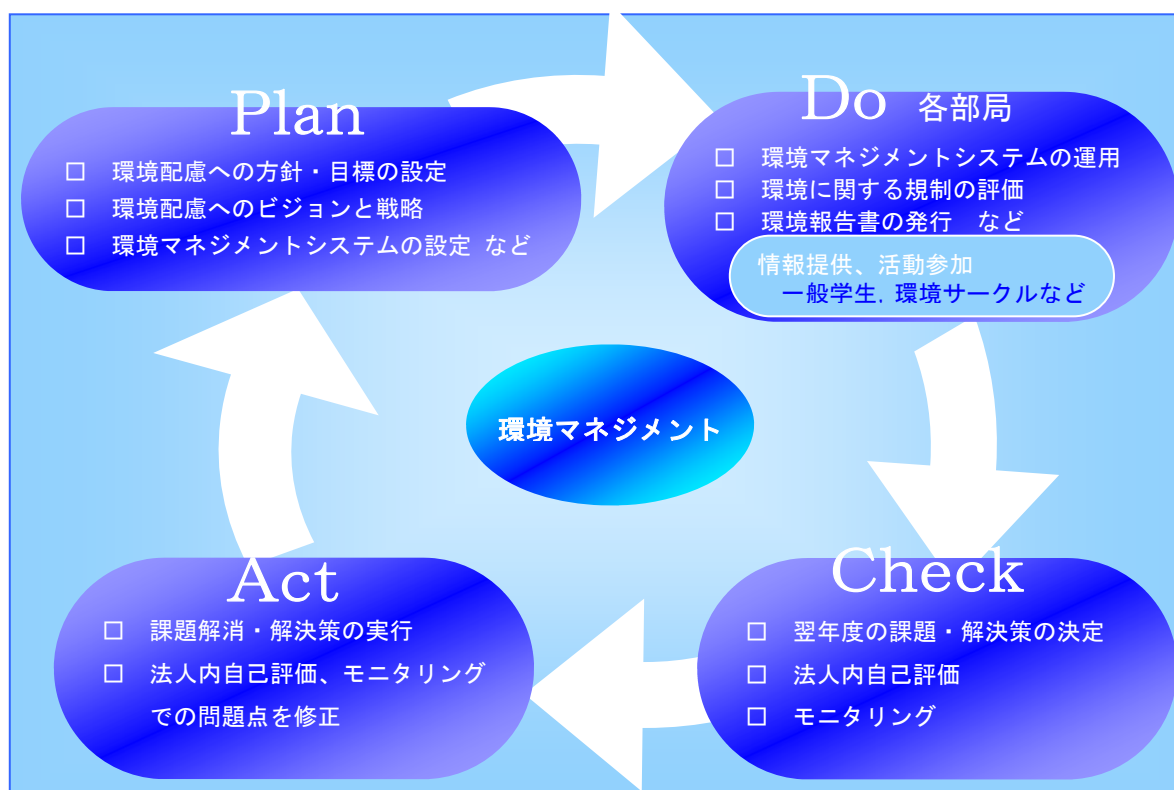 Plan
□ 環境配慮への方針・目標の設定
□ 環境配慮へのビジョンと戦略
□ 環境マネジメントシステムの設定 など
Do 各部局
□ 環境マネジメントシステムの運用
□ 環境に関する規制の評価
□ 環境報告書の発行 など
情報提供、活動参加
一般学生, 環境サークルなど
環境マネジメント
Act
□ 課題解消・解決策の実行
□ 法人内自己評価、モニタリング
での問題点を修正
Check
□ 翌年度の課題・解決策の決定
□ 法人内自己評価
□ モニタリング